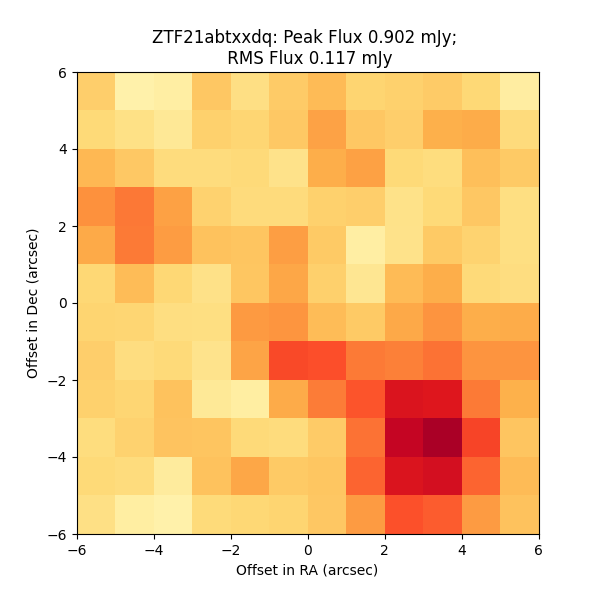 ZTF21abtxxdq: Peak Flux 0.902 mJy;
RMS Flux 0.117 mJy
6
4
2
0
−2
−4
−6
Offset in Dec (arcsec)
−6 −4 −2 0 2 4 6
Offset in RA (arcsec)